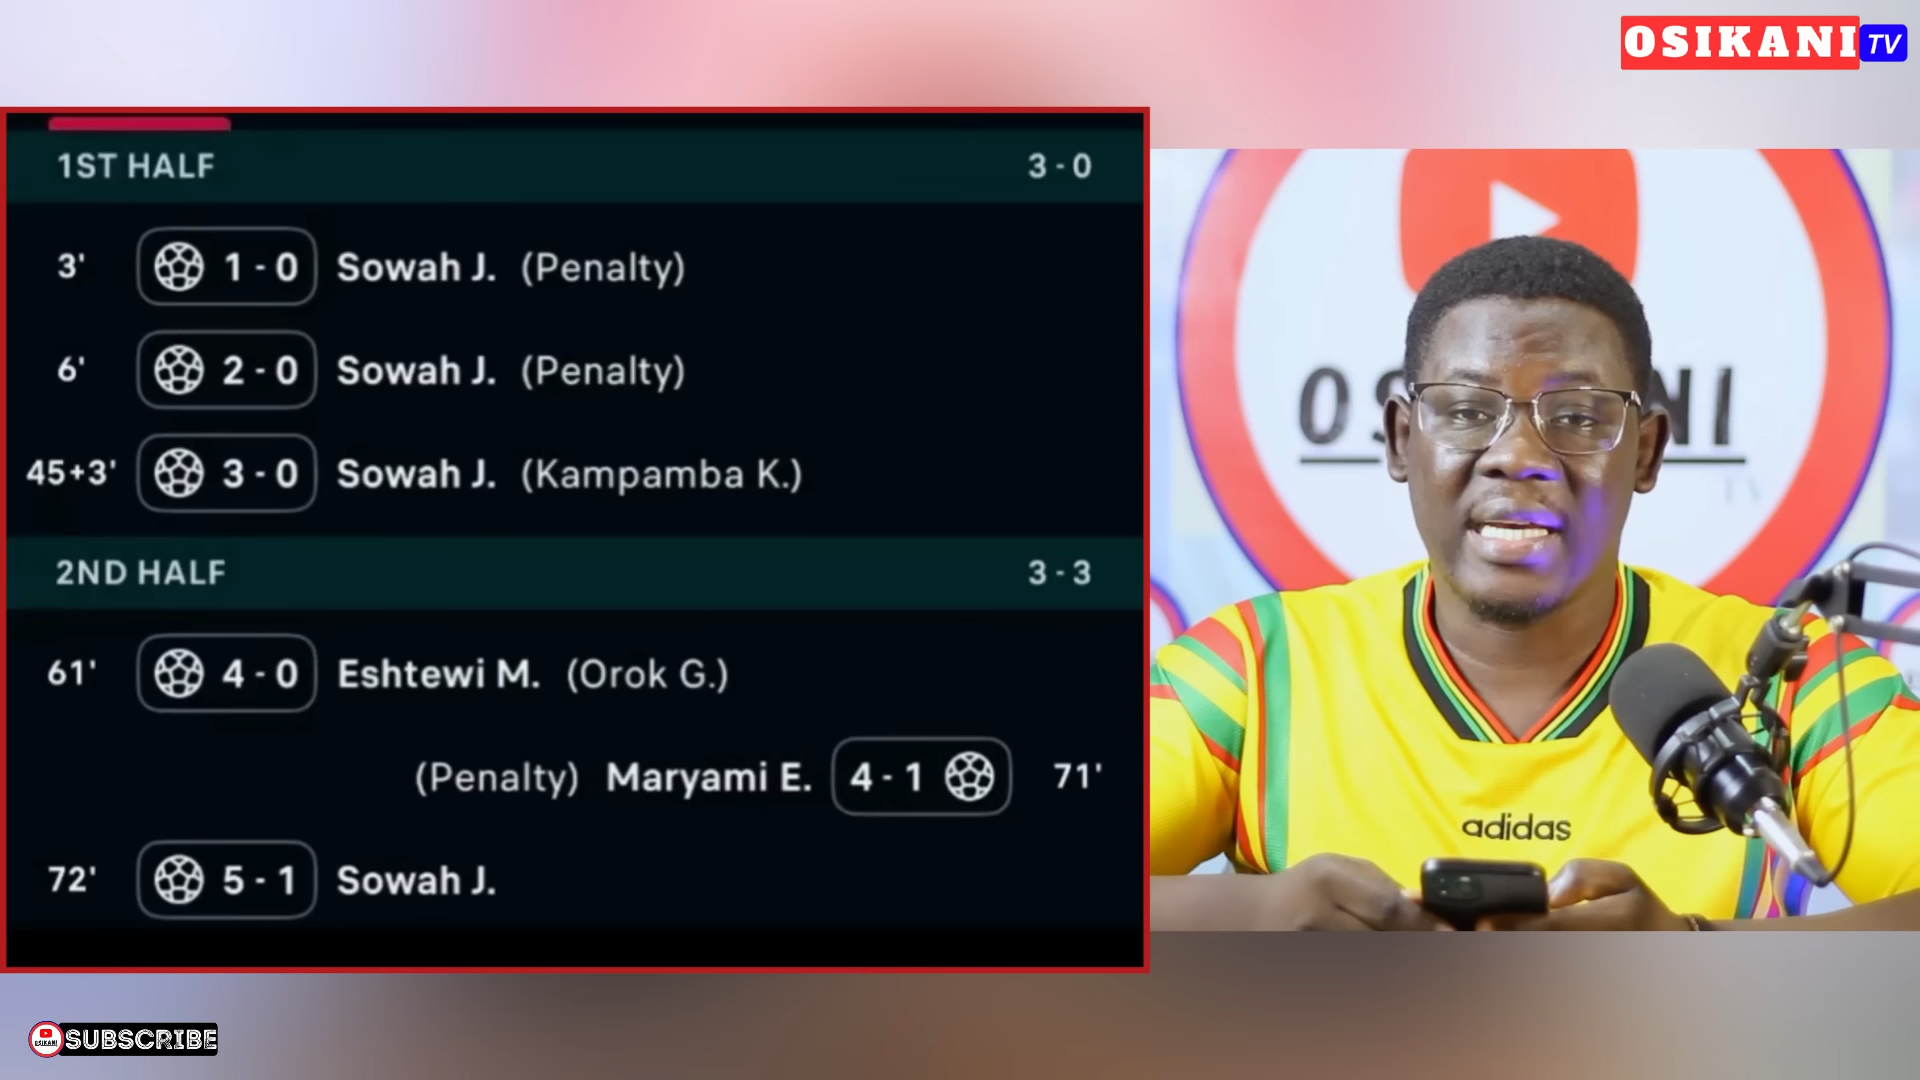 OSIKANI TV
1ST HALF 3 - 0
3' 1 - 0 Sowah J. (Penalty)
6' 2 - 0 Sowah J. (Penalty)
45+3' 3 - 0 Sowah J. (Kampamba K.)
2ND HALF 3 - 3
61' 4 - 0 Eshtewi M. (Orok G.)
(Penalty) Maryami E. 4 - 1 71'
72' 5 - 1 Sowah J.
TV
adidas
OSIKANI
SUBSCRIBE